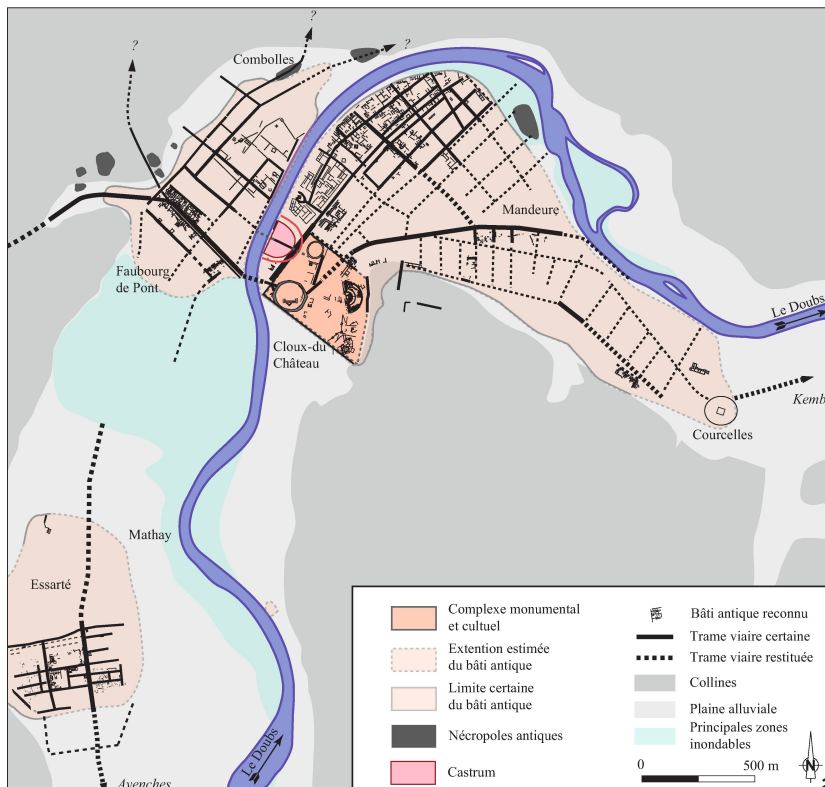 ?
?
Combolles
Mandeure
Faubourg
de Pont
Le Doubs
Cloux-du
Château
Kemb
Courcelles
Mathay
Essarté
Le Doubs
Avenches
Complexe monumental
et cultuel
Extention estimée
du bâti antique
Limite certaine
du bâti antique
Nécropoles antiques
Castrum
Bâti antique reconnu
Trame viaire certaine
Trame viaire restituée
Collines
Plaine alluviale
Principales zones
inondables
0 500 m
N